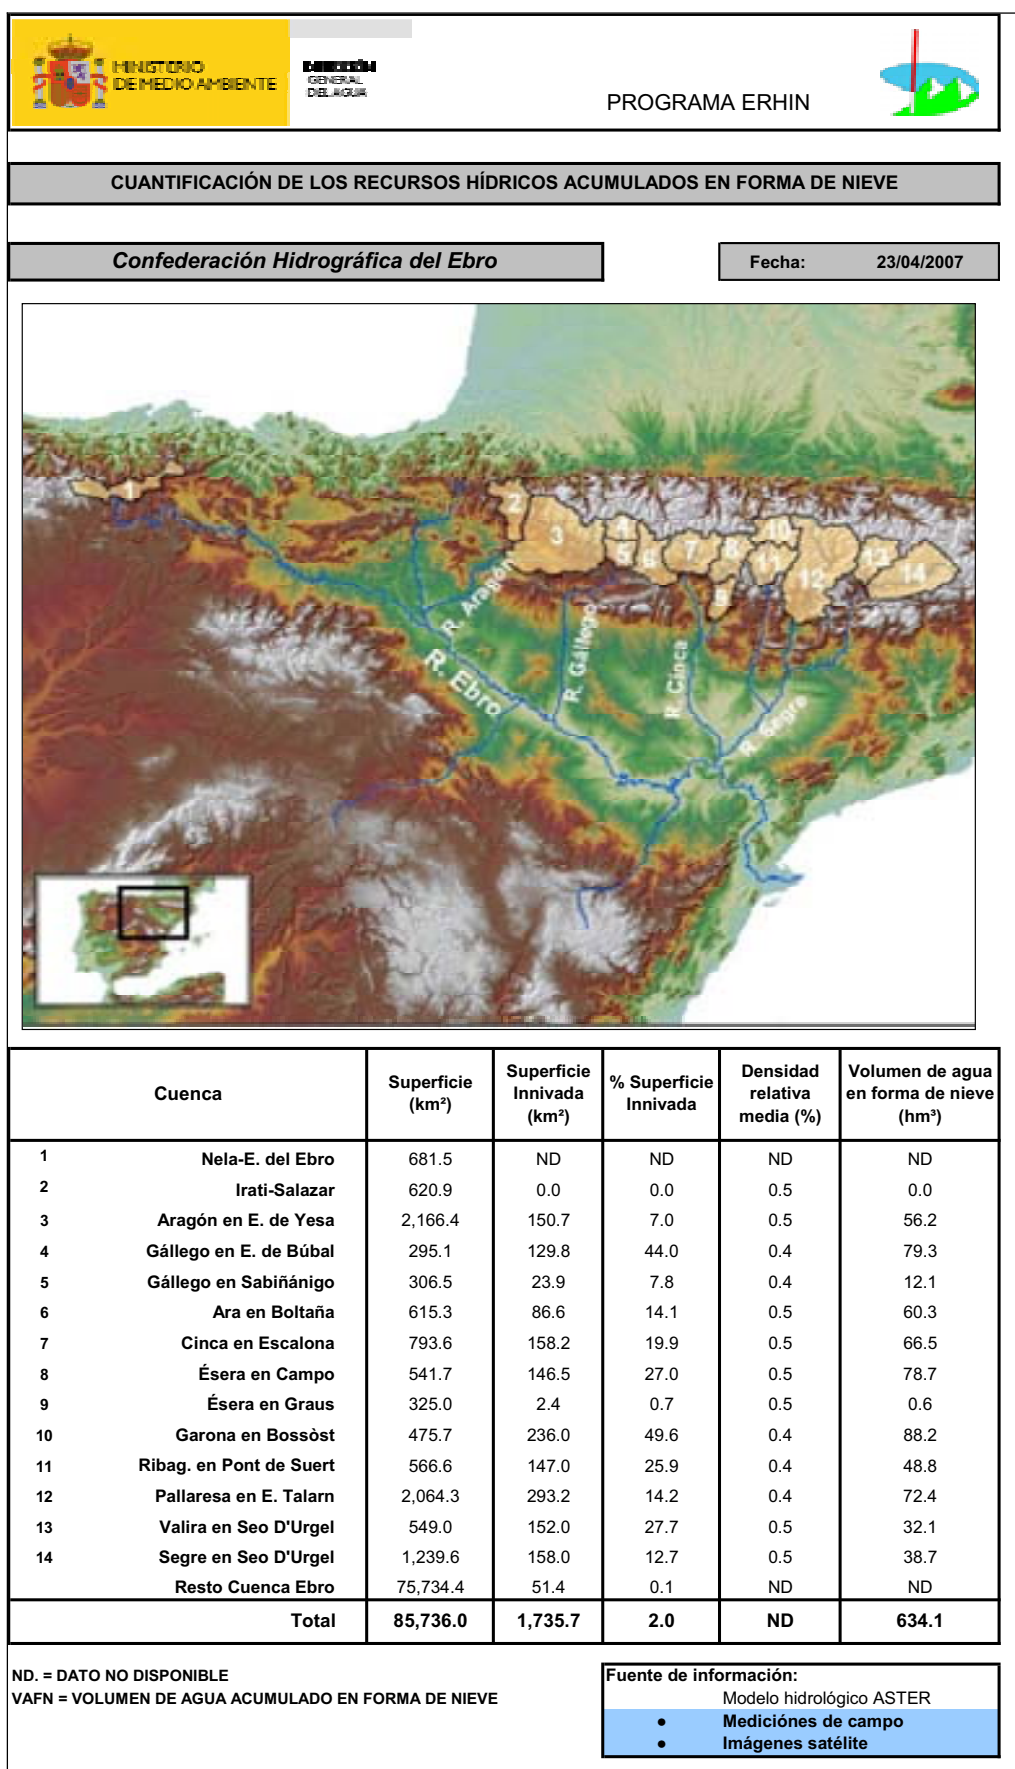 MINISTERIO
DE MEDIO AMBIENTE
DIRECCIÓN
GENERAL
DEL AGUA
PROGRAMA ERHIN
CUANTIFICACIÓN DE LOS RECURSOS HÍDRICOS ACUMULADOS EN FORMA DE NIEVE
Confederación Hidrográfica del Ebro
Fecha: 23/04/2007
1
2
3
4
5
6
7
8
9
10
11
12
13
14
R. Aragón
R. Ebro
R. Gállego
R. Cinca
R. Segre
Cuenca
Superficie
(km²)
Superficie
Innivada
(km²)
% Superficie
Innivada
Densidad
relativa
media (%)
Volumen de agua
en forma de nieve
(hm³)
1 Nela-E. del Ebro 681.5 ND ND ND ND
2 Irati-Salazar 620.9 0.0 0.0 0.5 0.0
3 Aragón en E. de Yesa 2,166.4 150.7 7.0 0.5 56.2
4 Gállego en E. de Búbal 295.1 129.8 44.0 0.4 79.3
5 Gállego en Sabiñánigo 306.5 23.9 7.8 0.4 12.1
6 Ara en Boltaña 615.3 86.6 14.1 0.5 60.3
7 Cinca en Escalona 793.6 158.2 19.9 0.5 66.5
8 Ésera en Campo 541.7 146.5 27.0 0.5 78.7
9 Ésera en Graus 325.0 2.4 0.7 0.5 0.6
10 Garona en Bossòst 475.7 236.0 49.6 0.4 88.2
11 Ribag. en Pont de Suert 566.6 147.0 25.9 0.4 48.8
12 Pallaresa en E. Talarn 2,064.3 293.2 14.2 0.4 72.4
13 Valira en Seo D'Urgel 549.0 152.0 27.7 0.5 32.1
14 Segre en Seo D'Urgel 1,239.6 158.0 12.7 0.5 38.7
Resto Cuenca Ebro 75,734.4 51.4 0.1 ND ND
Total 85,736.0 1,735.7 2.0 ND 634.1
ND. = DATO NO DISPONIBLE
VAFN = VOLUMEN DE AGUA ACUMULADO EN FORMA DE NIEVE
Fuente de información:
Modelo hidrológico ASTER
● Mediciónes de campo
● Imágenes satélite